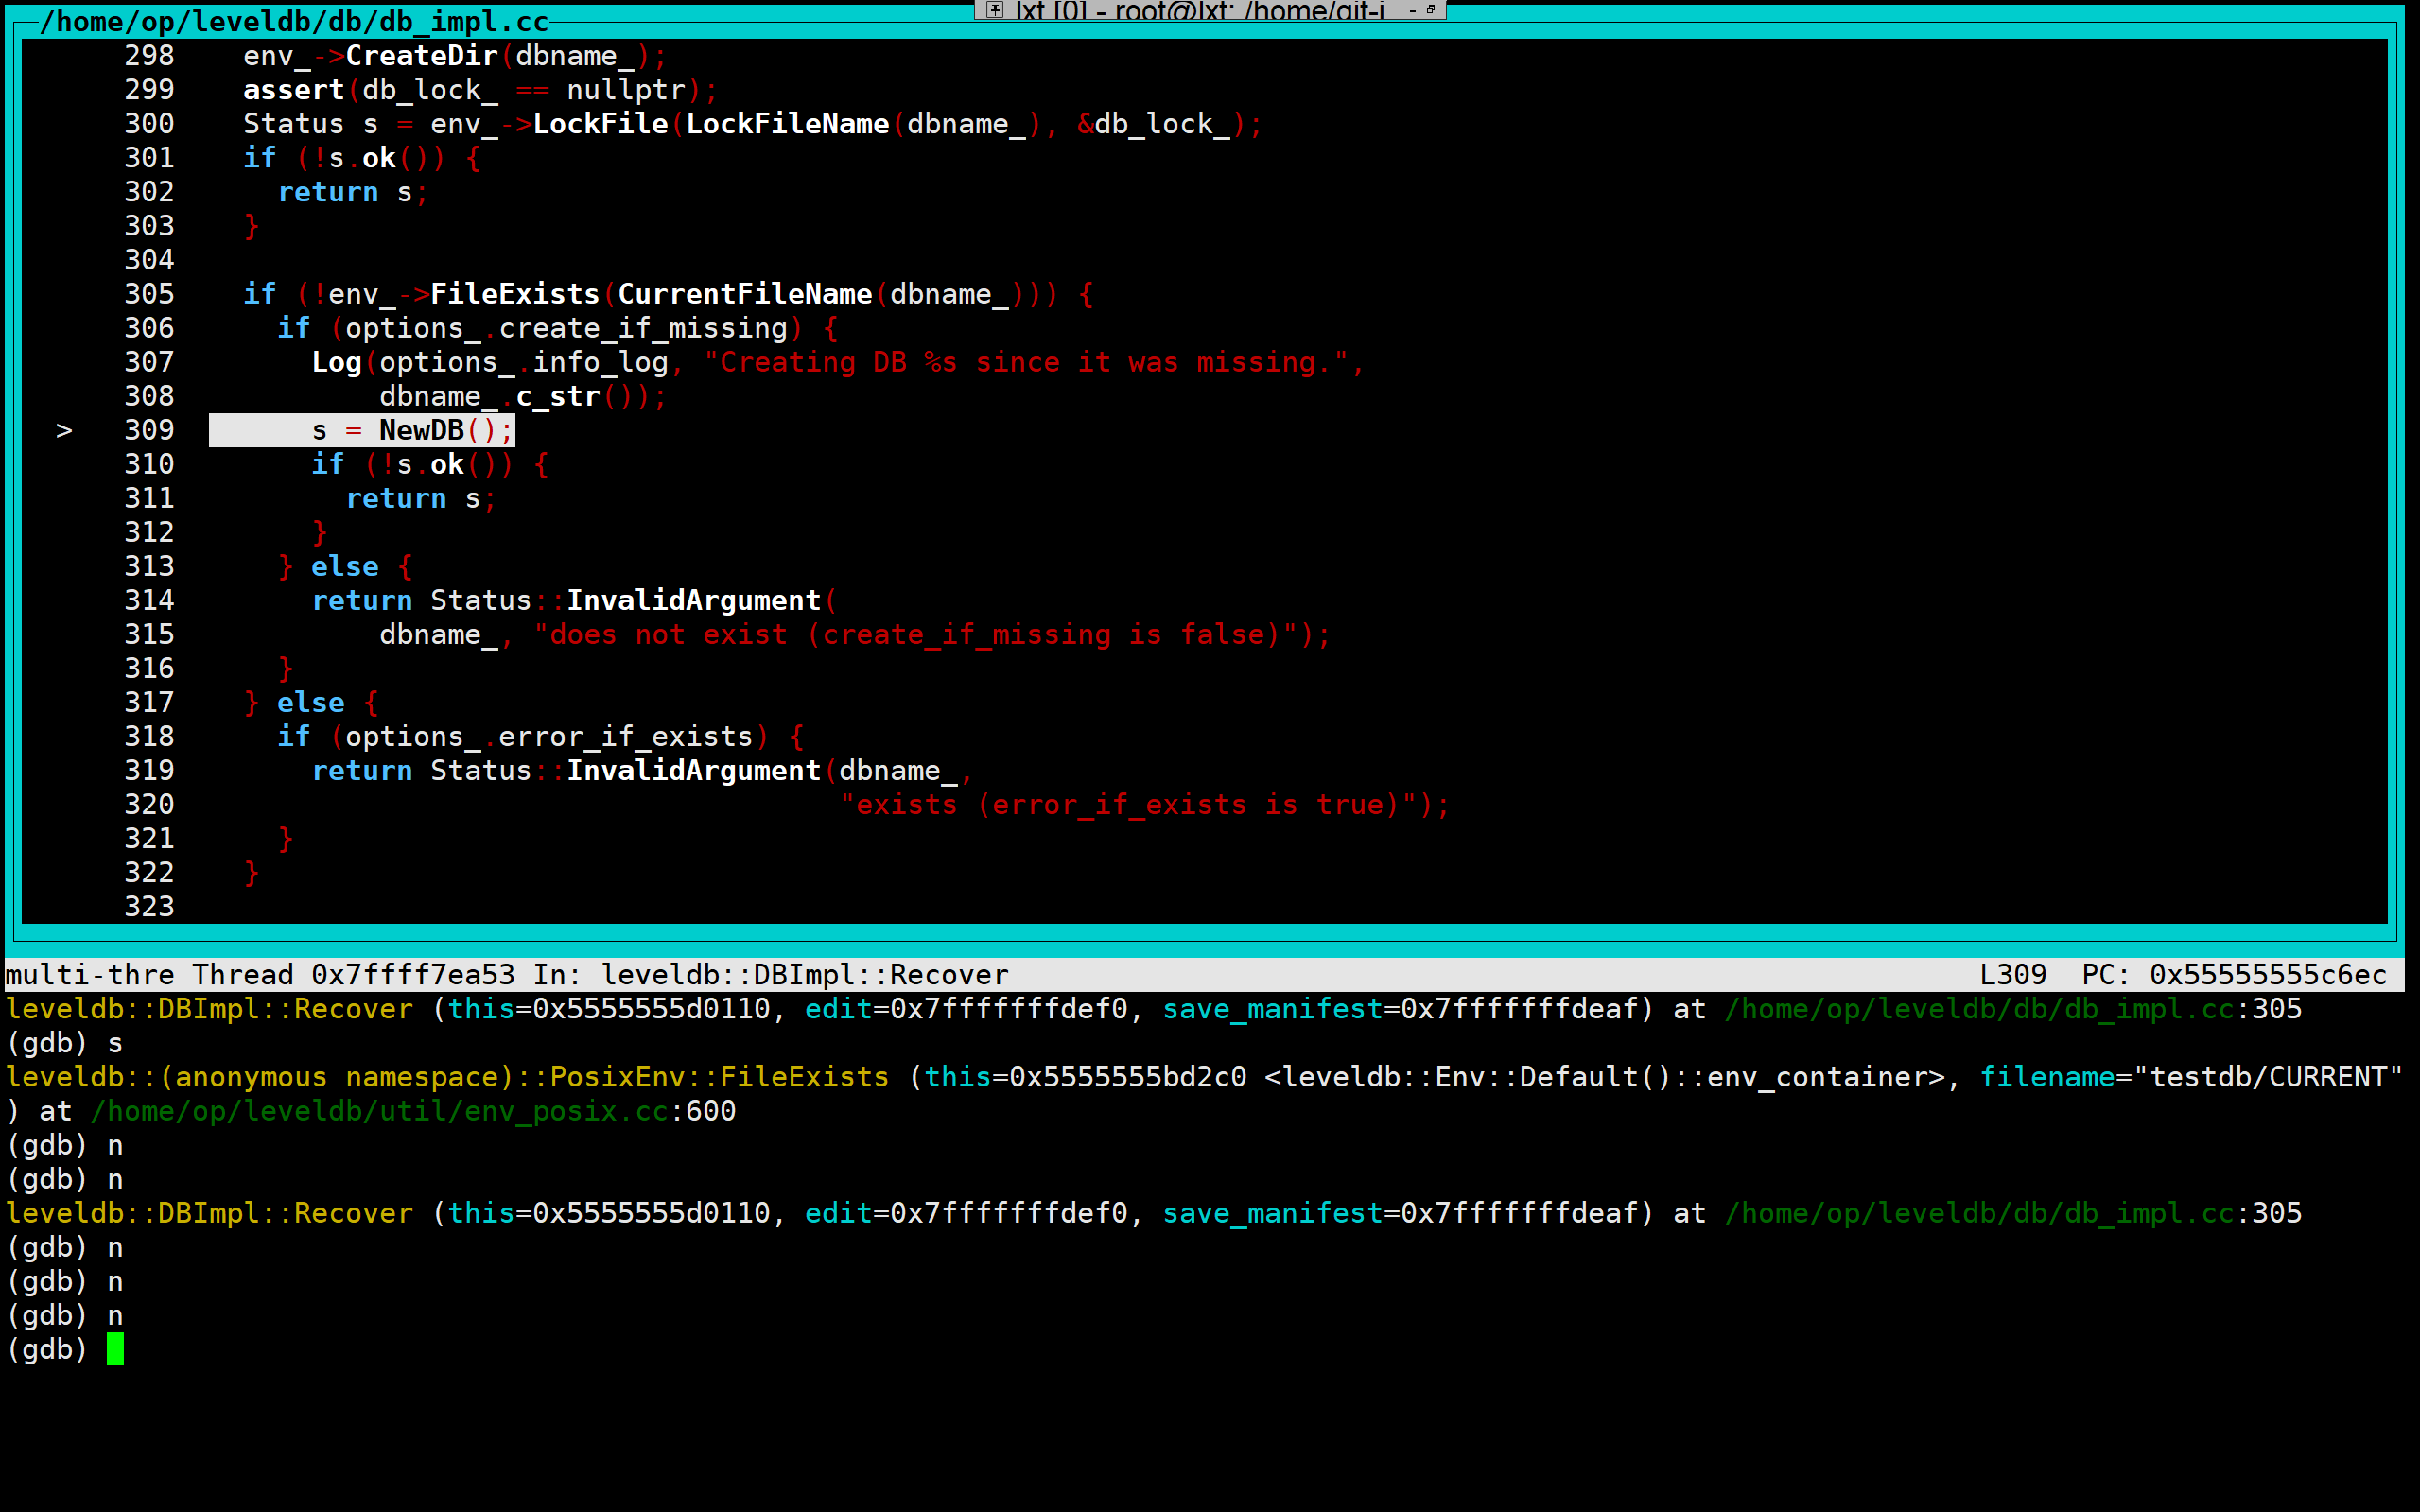 lxt [0] - root@lxt: /home/git-i
/home/op/leveldb/db/db_impl.cc
298    env_->CreateDir(dbname_);
299    assert(db_lock_ == nullptr);
300    Status s = env_->LockFile(LockFileName(dbname_), &db_lock_);
301    if (!s.ok()) {
302      return s;
303    }
304
305    if (!env_->FileExists(CurrentFileName(dbname_))) {
306      if (options_.create_if_missing) {
307        Log(options_.info_log, "Creating DB %s since it was missing.",
308            dbname_.c_str());
> 309        s = NewDB();
310        if (!s.ok()) {
311          return s;
312        }
313      } else {
314        return Status::InvalidArgument(
315            dbname_, "does not exist (create_if_missing is false)");
316      }
317    } else {
318      if (options_.error_if_exists) {
319        return Status::InvalidArgument(dbname_,
320                                       "exists (error_if_exists is true)");
321      }
322    }
323
multi-thre Thread 0x7ffff7ea53 In: leveldb::DBImpl::Recover L309 PC: 0x55555555c6ec
leveldb::DBImpl::Recover (this=0x5555555d0110, edit=0x7fffffffdef0, save_manifest=0x7fffffffdeaf) at /home/op/leveldb/db/db_impl.cc:305
(gdb) s
leveldb::(anonymous namespace)::PosixEnv::FileExists (this=0x5555555bd2c0 <leveldb::Env::Default()::env_container>, filename="testdb/CURRENT"
) at /home/op/leveldb/util/env_posix.cc:600
(gdb) n
(gdb) n
leveldb::DBImpl::Recover (this=0x5555555d0110, edit=0x7fffffffdef0, save_manifest=0x7fffffffdeaf) at /home/op/leveldb/db/db_impl.cc:305
(gdb) n
(gdb) n
(gdb) n
(gdb)